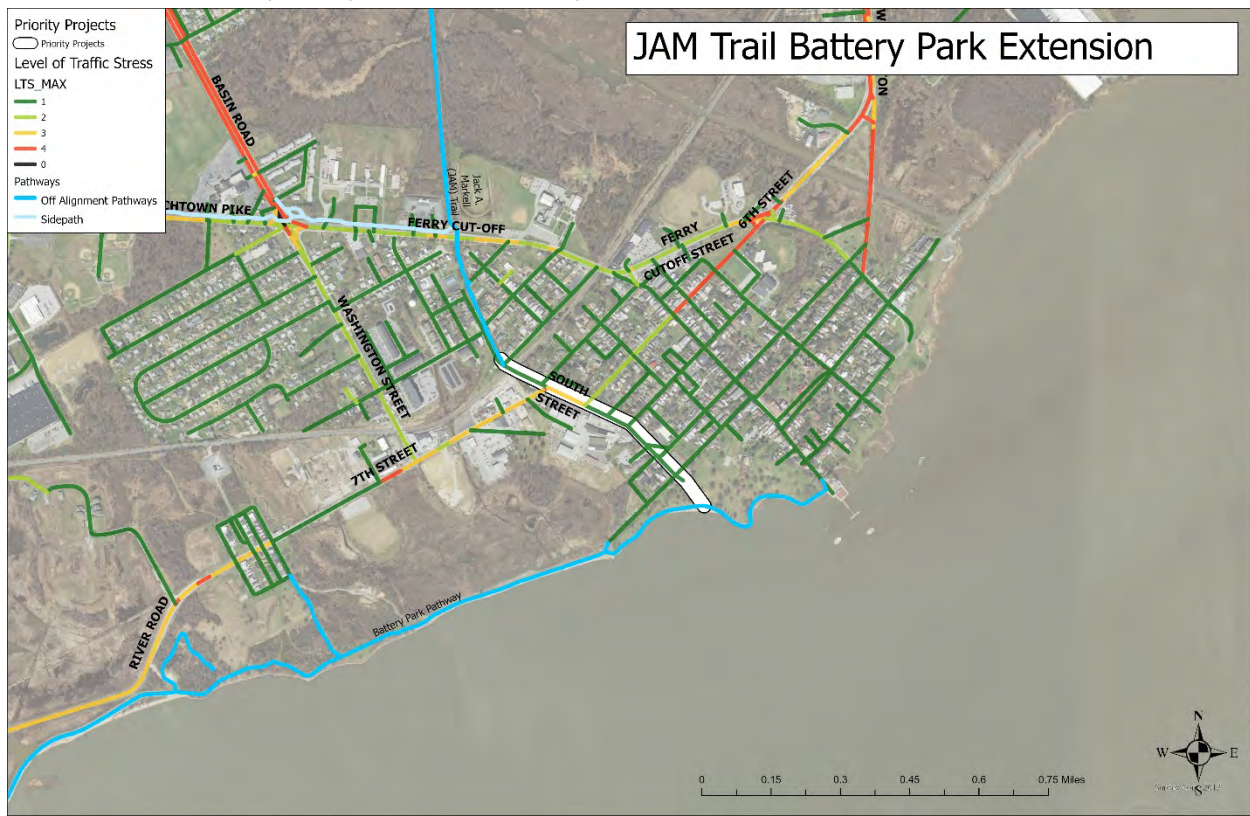 JAM Trail Battery Park Extension
Priority Projects
Priority Projects
Level of Traffic Stress
LTS_MAX
1
2
3
4
0
Pathways
Off Alignment Pathways
Sidepath
BASIN ROAD
CHTOWN PIKE
FERRY CUT-OFF
Jack A.
Markell
(JAM) Trail
FERRY
CUTOFF STREET
6TH STREET
W
TON
WASHINGTON STREET
SOUTH
STREET
7TH STREET
RIVER ROAD
Battery Park Pathway
N
W
E
S
0 0.15 0.3 0.45 0.6 0.75 Miles